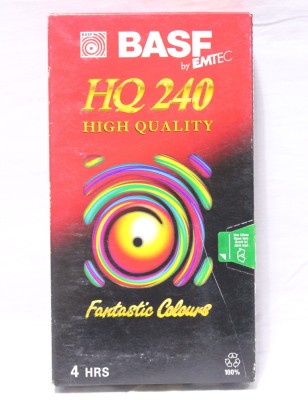 BASF
by EMTEC
HQ 240
HIGH QUALITY
Fantastic Colours
4 HRS
100%